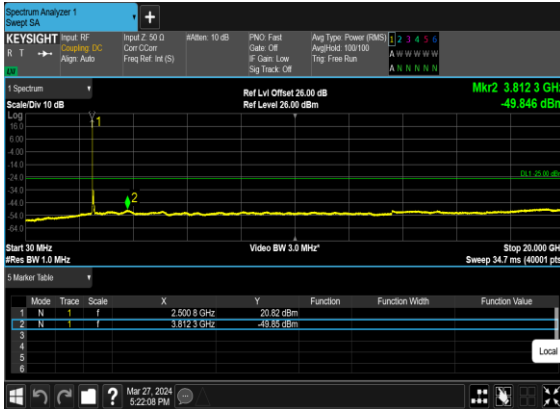 Spectrum Analyzer 1
Swept SA
+
KEYSIGHT
R T
LXI
Input: RF
Coupling: DC
Align: Auto
Input Z: 50 Ω
Corr CCorr
Freq Ref: Int (S)
#Atten: 10 dB
PNO: Fast
Gate: Off
IF Gain: Low
Sig Track: Off
Avg Type: Power (RMS)
Avg|Hold: 100/100
Trig: Free Run
1 2 3 4 5 6
A W W W W W
A N N N N N
1 Spectrum
Scale/Div 10 dB
Ref Lvl Offset 26.00 dB
Ref Level 26.00 dBm
Mkr2 3.812 3 GHz
-49.846 dBm
Log
16.0
6.00
-4.00
-14.0
-24.0
-34.0
-44.0
-54.0
-64.0
1
2
DL1 -25.00 dBm
Start 30 MHz
#Res BW 1.0 MHz
Video BW 3.0 MHz*
Stop 20.000 GHz
Sweep 34.7 ms (40001 pts)
5 Marker Table
Mode Trace Scale X Y Function Function Width Function Value
1 N 1 f 2.500 8 GHz 20.82 dBm
2 N 1 f 3.812 3 GHz -49.85 dBm
3
4
5
6
Local
?
Mar 27, 2024
5:22:08 PM